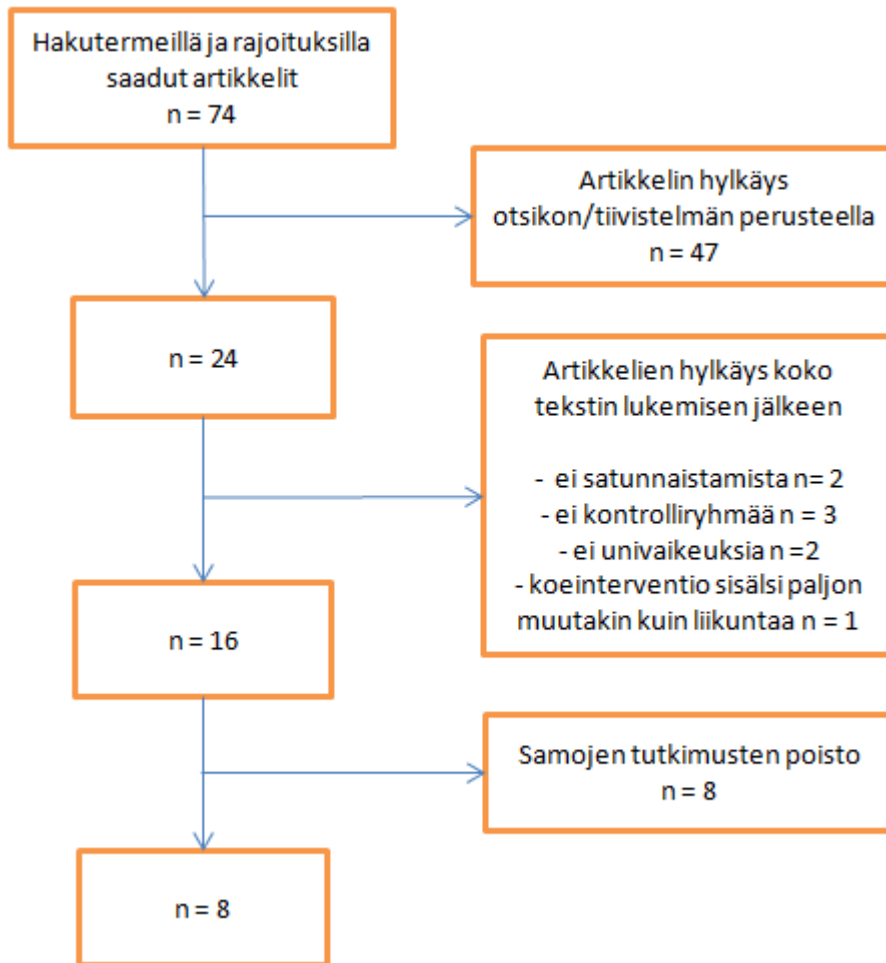 Hakutermeillä ja rajoituksilla
saadut artikkelit
n = 74
Artikkelin hylkäys
otsikon/tiivistelmän perusteella
n = 47
n = 24
Artikkelien hylkäys koko
tekstin lukemisen jälkeen
- ei satunnaistamista n= 2
- ei kontrolliryhmää n = 3
- ei univaikeuksia n =2
- koeinterventio sisälsi paljon
muutakin kuin liikuntaa n = 1
n = 16
Samojen tutkimusten poisto
n = 8
n = 8